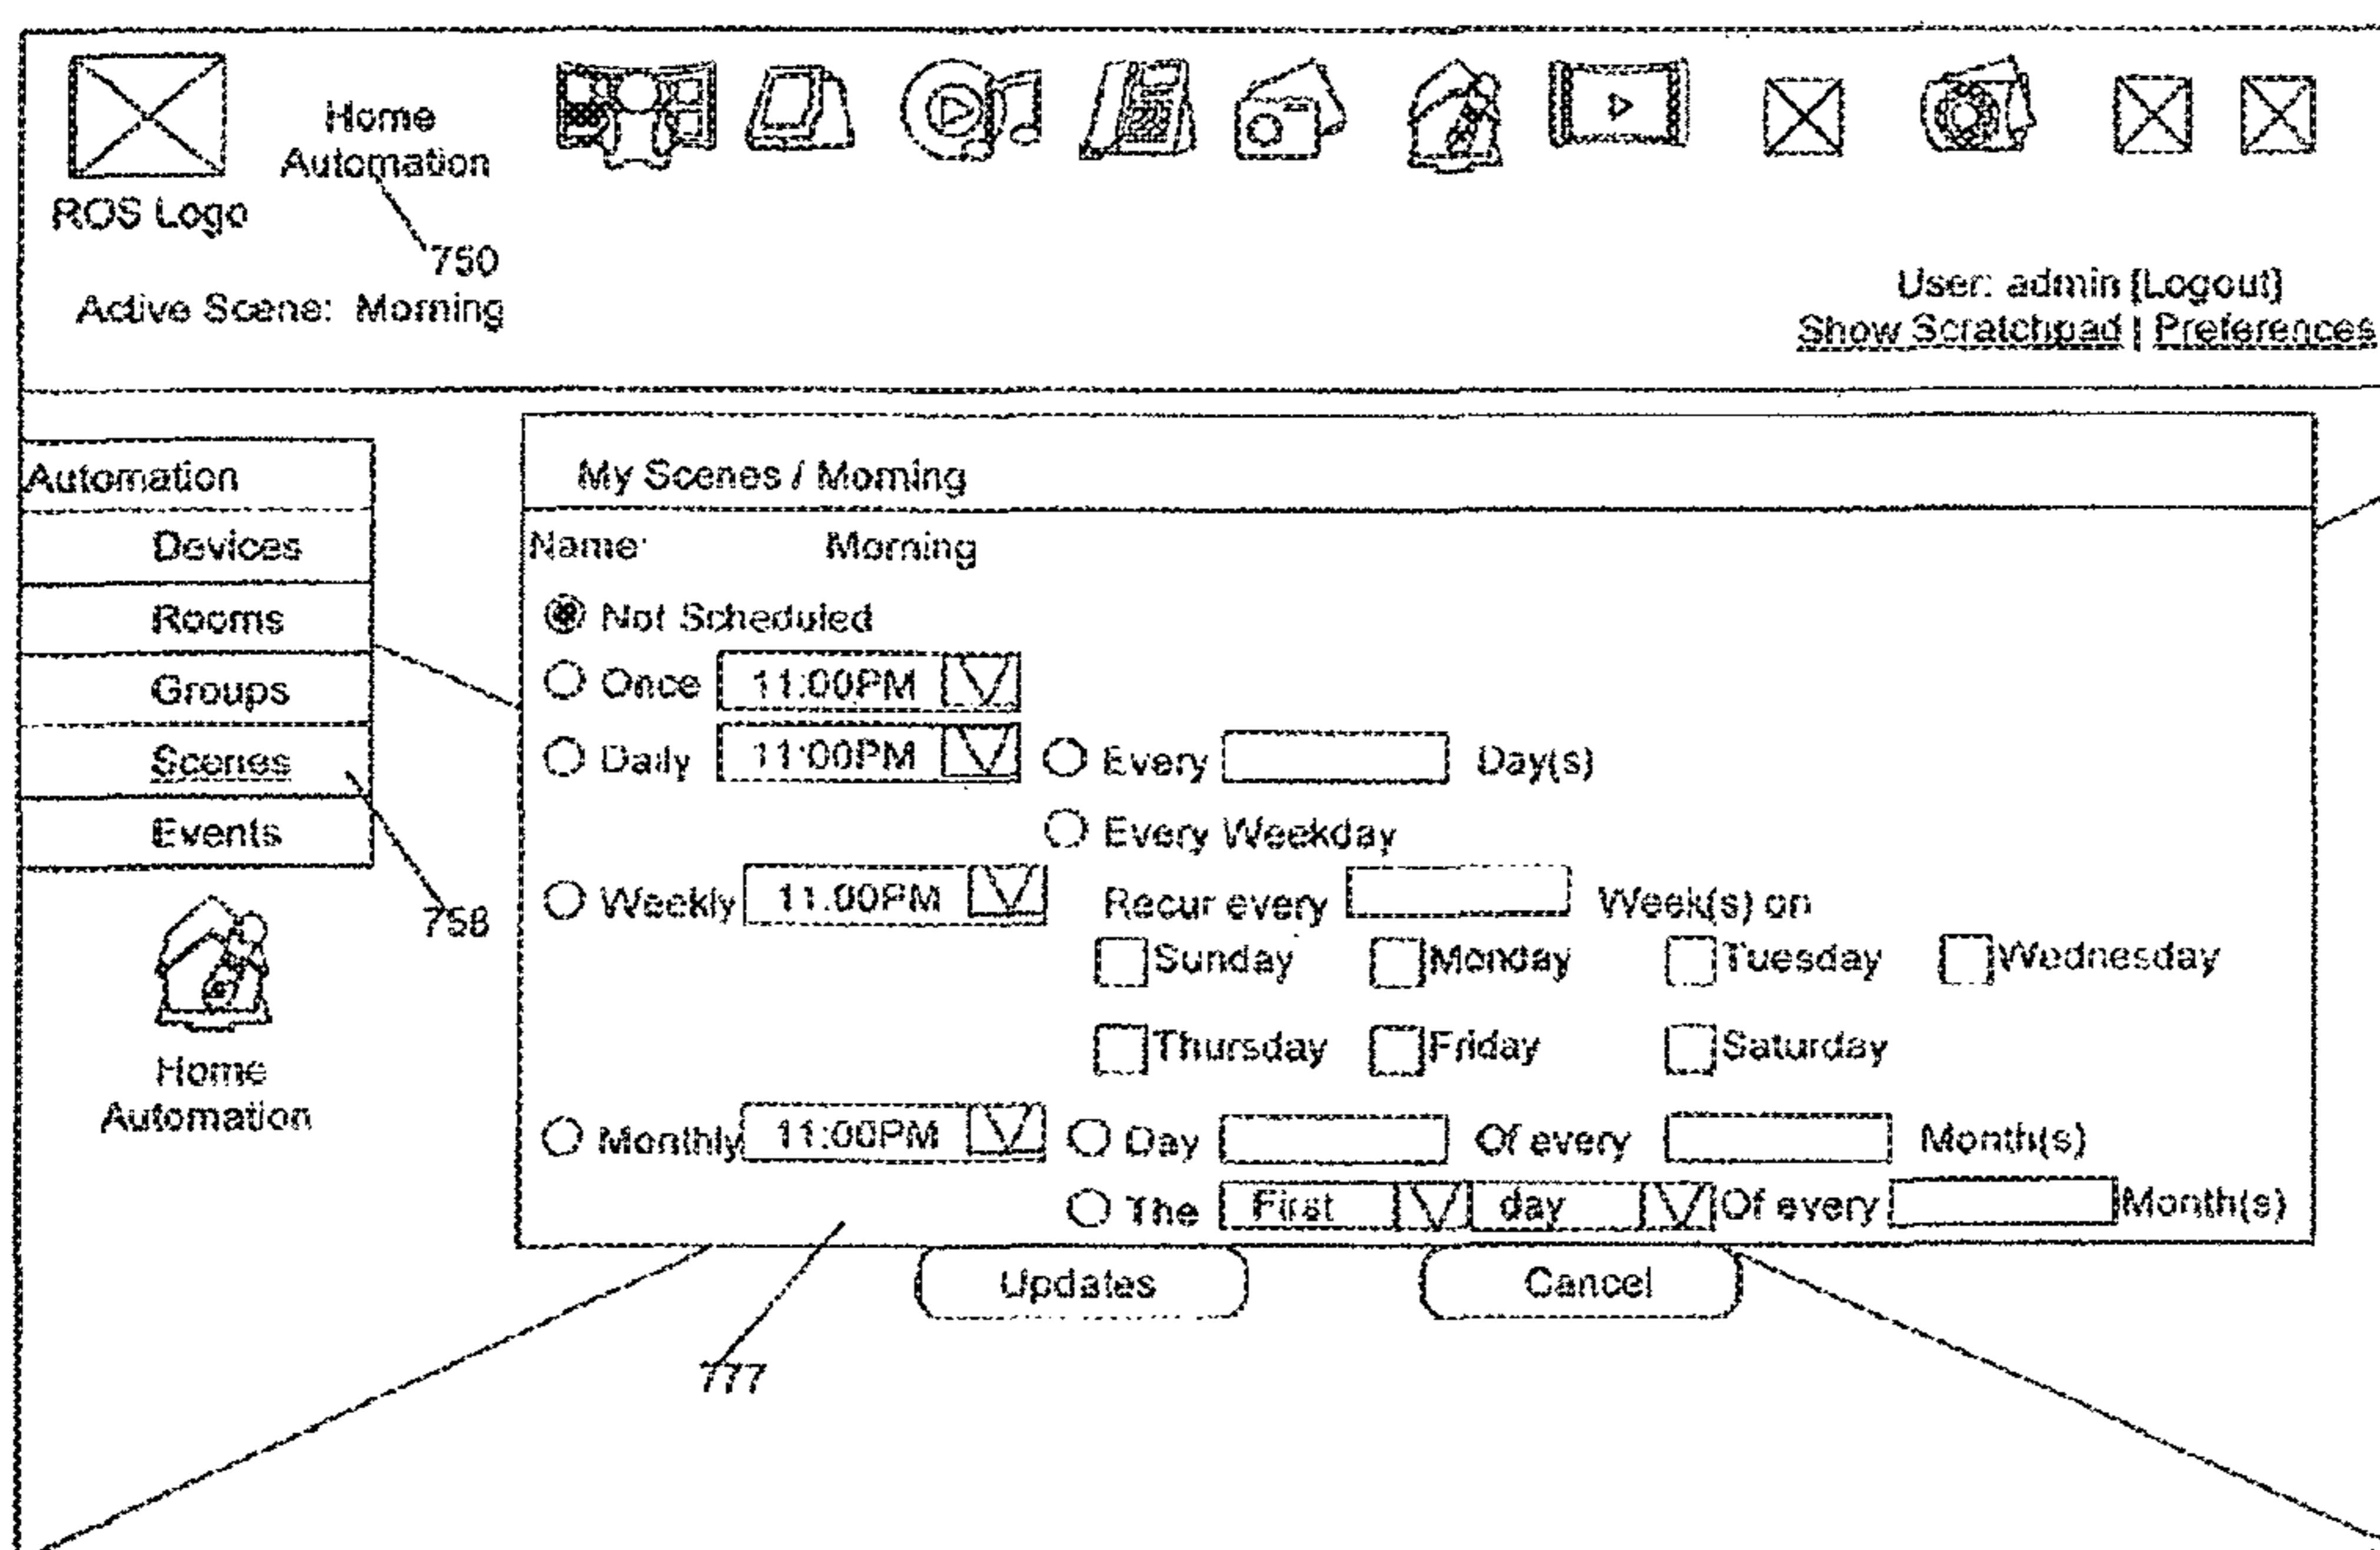 Home
Automation
ROS Logo
750
Active Scene: Morning
User: admin [Logout]
Show Scratchpad | Preferences
Automation
Devices
Rooms
Groups
Scenes
Events
758
Home
Automation
My Scenes / Morning
Name: Morning
Not Scheduled
Once 11:00PM
Daily 11:00PM Every Day(s)
Every Weekday
Weekly 11:00PM Recur every Week(s) on
Sunday Monday Tuesday Wednesday
Thursday Friday Saturday
Monthly 11:00PM Day Of every Month(s)
The First day Of every Month(s)
Updates Cancel
777